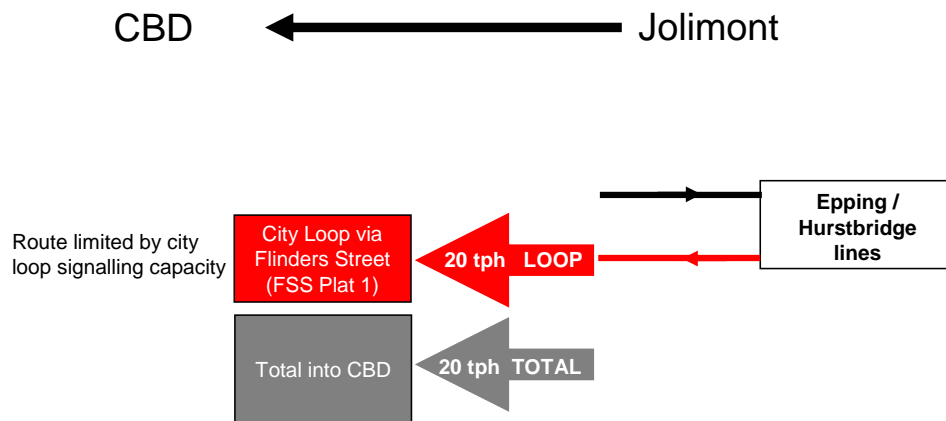 CBD
Jolimont
Epping /
Hurstbridge
lines
Route limited by city
loop signalling capacity
City Loop via
Flinders Street
(FSS Plat 1)
20 tph LOOP
Total into CBD
20 tph TOTAL